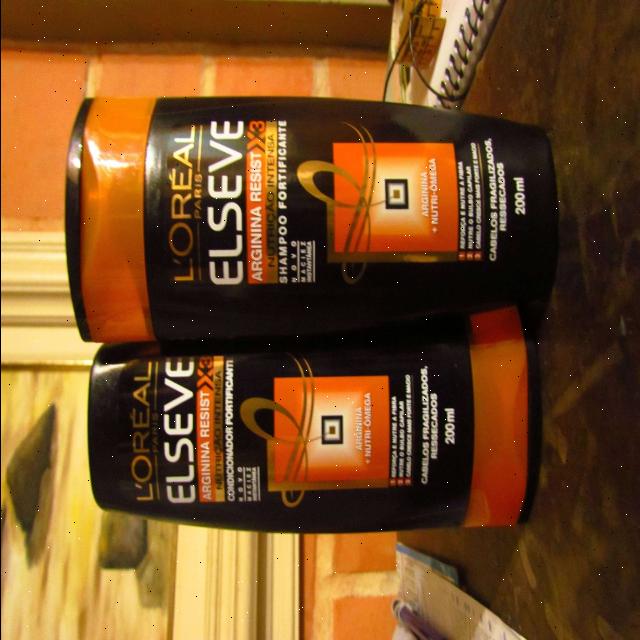 L'ORÉAL
PARIS
ELSEVE
ARGININA RESIST X3
NUTRIÇÃO INTENSA
SHAMPOO FORTIFICANTE
ARGININA
+ NUTRI-ÔMEGA
CABELOS FRAGILIZADOS,
RESSECADOS
200 ml
L'ORÉAL
PARIS
ELSEVE
ARGININA RESIST X3
NUTRIÇÃO INTENSA
CONDICIONADOR FORTIFICANTE
ARGININA
+ NUTRI-ÔMEGA
CABELOS FRAGILIZADOS,
RESSECADOS
200 ml